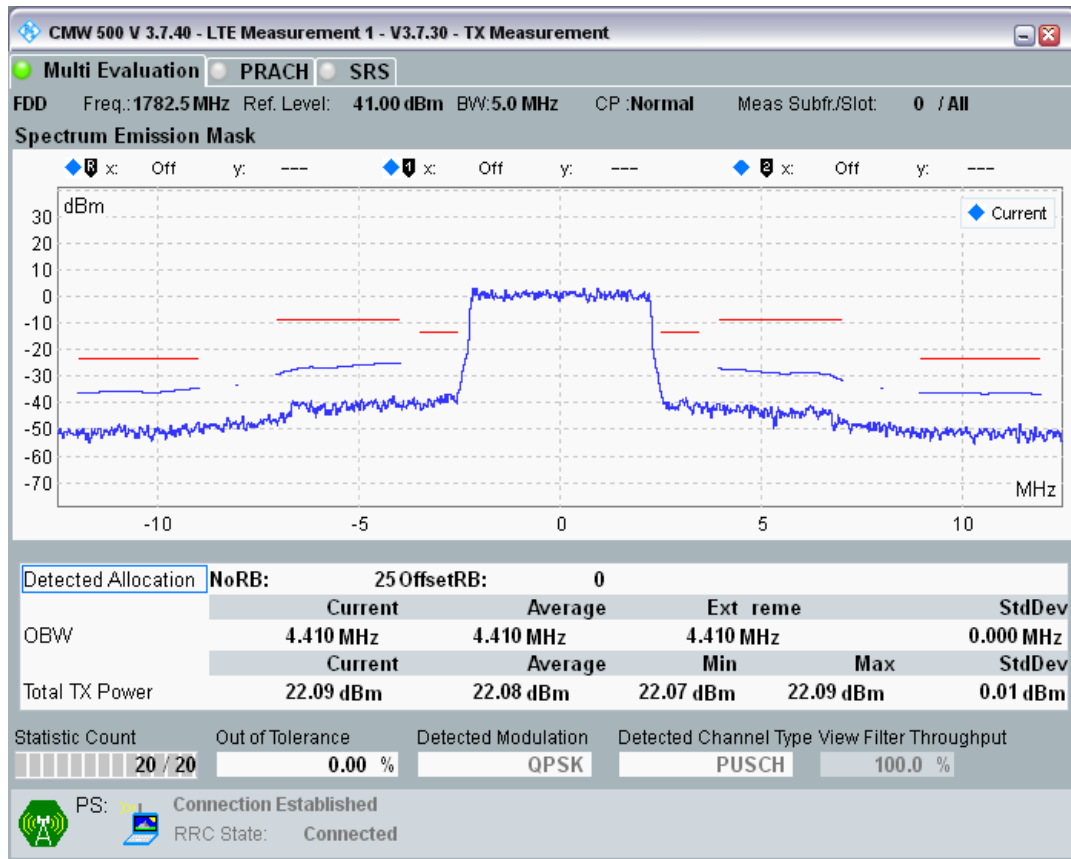 CMW 500 V 3.7.40 - LTE Measurement 1 - V3.7.30 - TX Measurement
Multi Evaluation PRACH SRS
FDD Freq.:1782.5 MHz Ref. Level: 41.00 dBm BW:5.0 MHz CP :Normal Meas Subfr./Slot: 0 / All
Spectrum Emission Mask
R x: Off y: --- 1 x: Off y: --- 2 x: Off y: ---
dBm
Current
30
20
10
0
-10
-20
-30
-40
-50
-60
-70
MHz
-10 -5 0 5 10
Detected Allocation NoRB: 25 OffsetRB: 0
Current Average Ext reme StdDev
OBW 4.410 MHz 4.410 MHz 4.410 MHz 0.000 MHz
Current Average Min Max StdDev
Total TX Power 22.09 dBm 22.08 dBm 22.07 dBm 22.09 dBm 0.01 dBm
Statistic Count Out of Tolerance Detected Modulation Detected Channel Type View Filter Throughput
20 / 20 0.00 % QPSK PUSCH 100.0 %
PS: Connection Established
RRC State: Connected